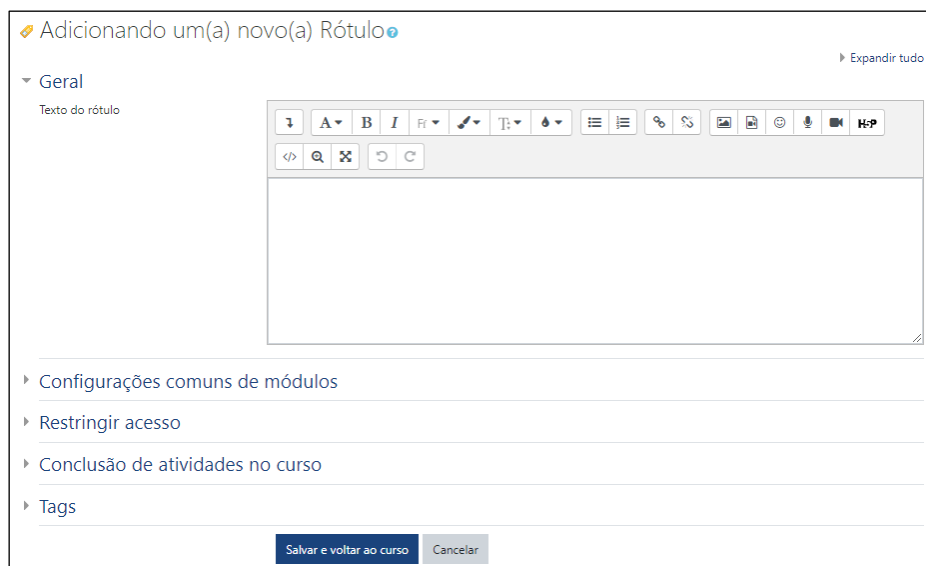 Adicionando um(a) novo(a) Rótulo
Expandir tudo
Geral
Texto do rótulo
A B I Fr T:
H5P
Configurações comuns de módulos
Restringir acesso
Conclusão de atividades no curso
Tags
Salvar e voltar ao curso Cancelar